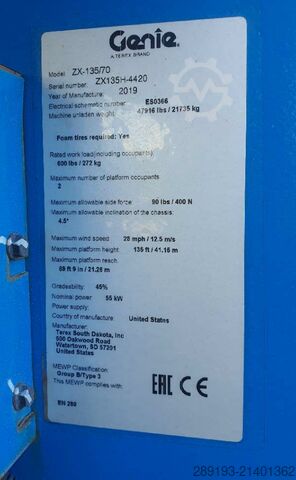 Genie
A TEREX BRAND
Model: ZX-135/70
Serial number: ZX135H-4420
Year of Manufacture: 2019
Electrical schematic number: ES0366
Machine unladen weight: 47916 lbs / 21735 kg
Foam tires required: Yes
Rated work load (including occupants):
600 lbs / 272 kg
Maximum number of platform occupants
2
Maximum allowable side force: 90 lbs / 400 N
Maximum allowable inclination of the chassis:
4.5°
Maximum wind speed 28 mph / 12.5 m/s
Maximum platform height: 135 ft / 41.15 m
Maximum platform reach:
69 ft 9 in / 21.26 m
Gradeability: 45%
Nominal power: 55 kW
Power supply:
Country of manufacture: United States
Manufacturer:
Terex South Dakota, Inc
500 Oakwood Road
Watertown, SD 57201
United States
MEWP Classification:
Group B/Type 3
This MEWP complies with:
EN 280
EAC CE
289193-21401362